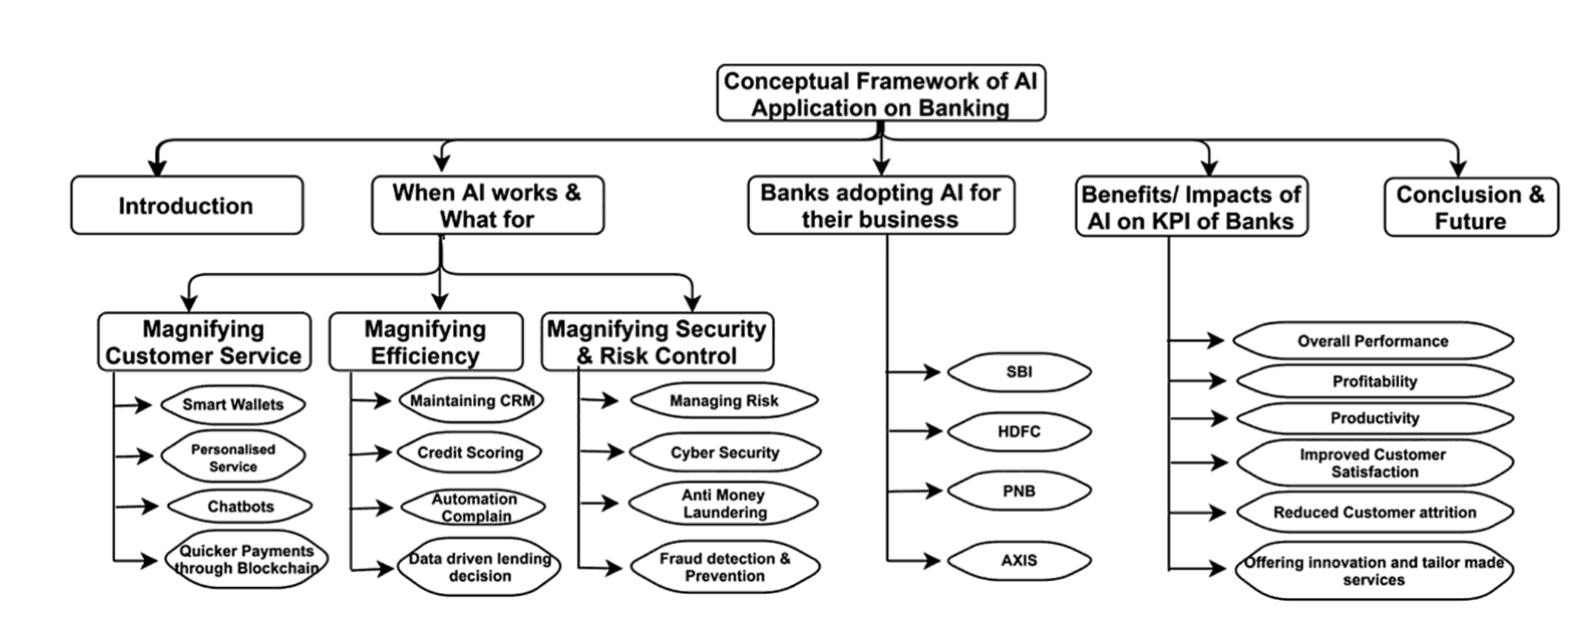 Conceptual Framework of AI
Application on Banking
Introduction
When AI works &
What for
Banks adopting AI for
their business
Benefits/ Impacts of
AI on KPI of Banks
Conclusion &
Future
Magnifying
Customer Service
Magnifying
Efficiency
Magnifying Security
& Risk Control
Smart Wallets
Personalised
Service
Chatbots
Quicker Payments
through Blockchain
Maintaining CRM
Credit Scoring
Automation
Complain
Data driven lending
decision
Managing Risk
Cyber Security
Anti Money
Laundering
Fraud detection &
Prevention
SBI
HDFC
PNB
AXIS
Overall Performance
Profitability
Productivity
Improved Customer
Satisfaction
Reduced Customer attrition
Offering innovation and tailor made
services